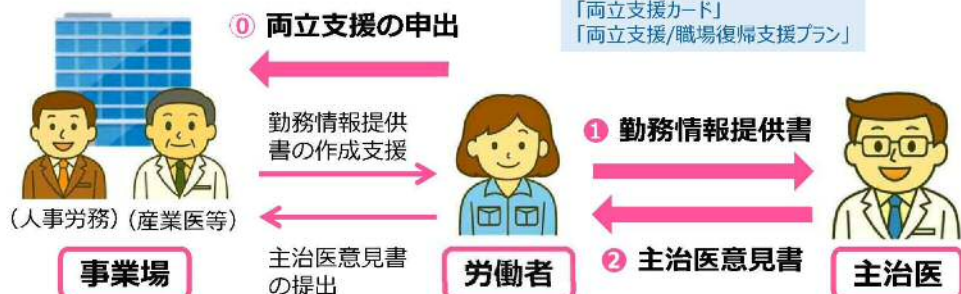 「両立支援カード」
「両立支援/職場復帰支援プラン」
⓪ 両立支援の申出
勤務情報提供
書の作成支援
❶ 勤務情報提供書
(人事労務)
(産業医等)
主治医意見書
の提出
❷ 主治医意見書
事業場
労働者
主治医